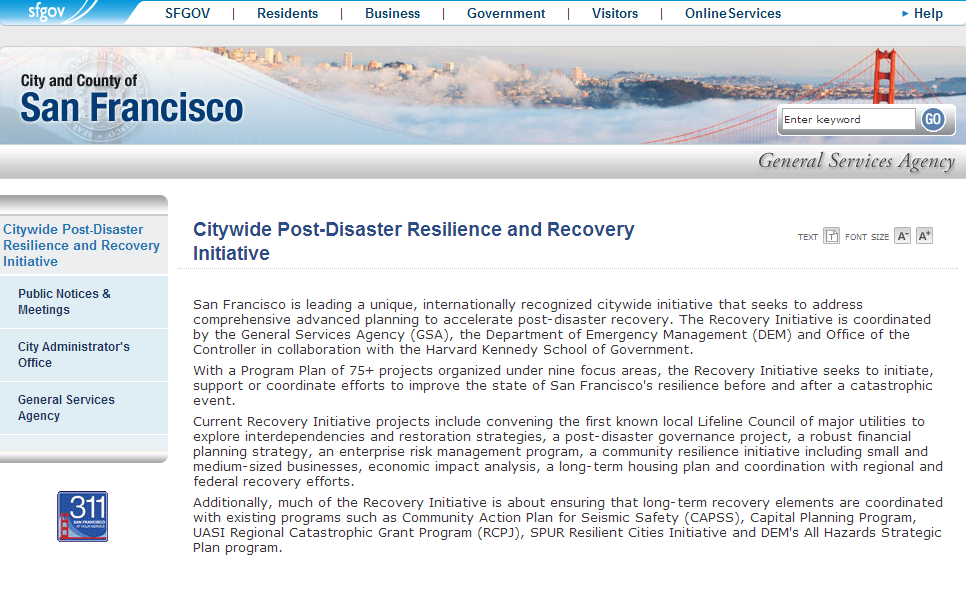 sfgov
SFGOV | Residents | Business | Government | Visitors | OnlineServices
Help
City and County of
San Francisco
Enter keyword
GO
General Services Agency
Citywide Post-Disaster
Resilience and Recovery
Initiative
Public Notices &
Meetings
City Administrator's
Office
General Services
Agency
311
SAN FRANCISCO
AT YOUR SERVICE
Citywide Post-Disaster Resilience and Recovery
Initiative
TEXT T FONT SIZE A- A+
San Francisco is leading a unique, internationally recognized citywide initiative that seeks to address
comprehensive advanced planning to accelerate post-disaster recovery. The Recovery Initiative is coordinated
by the General Services Agency (GSA), the Department of Emergency Management (DEM) and Office of the
Controller in collaboration with the Harvard Kennedy School of Government.
With a Program Plan of 75+ projects organized under nine focus areas, the Recovery Initiative seeks to initiate,
support or coordinate efforts to improve the state of San Francisco's resilience before and after a catastrophic
event.
Current Recovery Initiative projects include convening the first known local Lifeline Council of major utilities to
explore interdependencies and restoration strategies, a post-disaster governance project, a robust financial
planning strategy, an enterprise risk management program, a community resilience initiative including small and
medium-sized businesses, economic impact analysis, a long-term housing plan and coordination with regional and
federal recovery efforts.
Additionally, much of the Recovery Initiative is about ensuring that long-term recovery elements are coordinated
with existing programs such as Community Action Plan for Seismic Safety (CAPSS), Capital Planning Program,
UASI Regional Catastrophic Grant Program (RCPJ), SPUR Resilient Cities Initiative and DEM's All Hazards Strategic
Plan program.